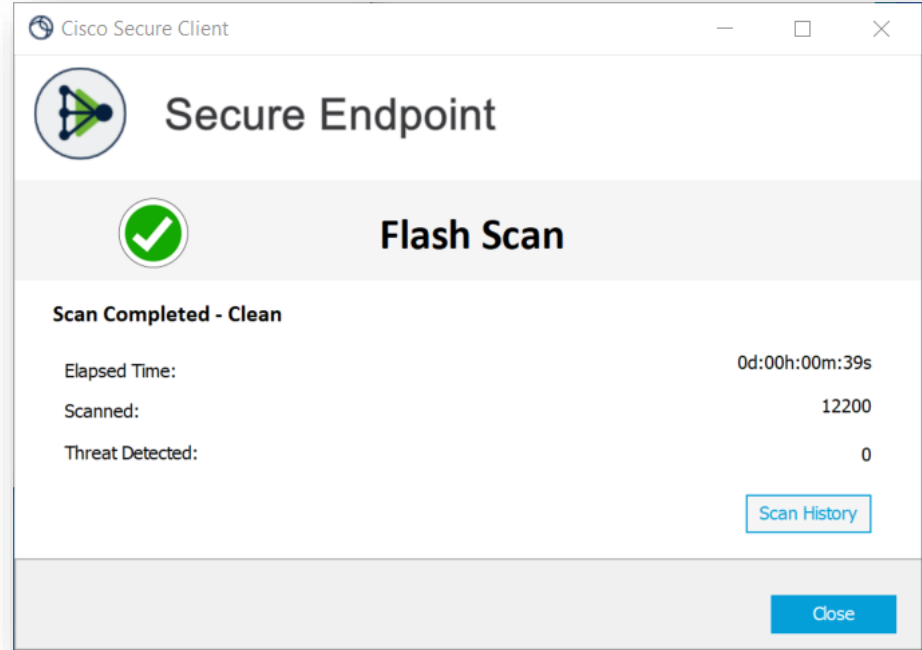 Cisco Secure Client
Secure Endpoint
Flash Scan
Scan Completed - Clean
Elapsed Time: 0d:00h:00m:39s
Scanned: 12200
Threat Detected: 0
Scan History
Close